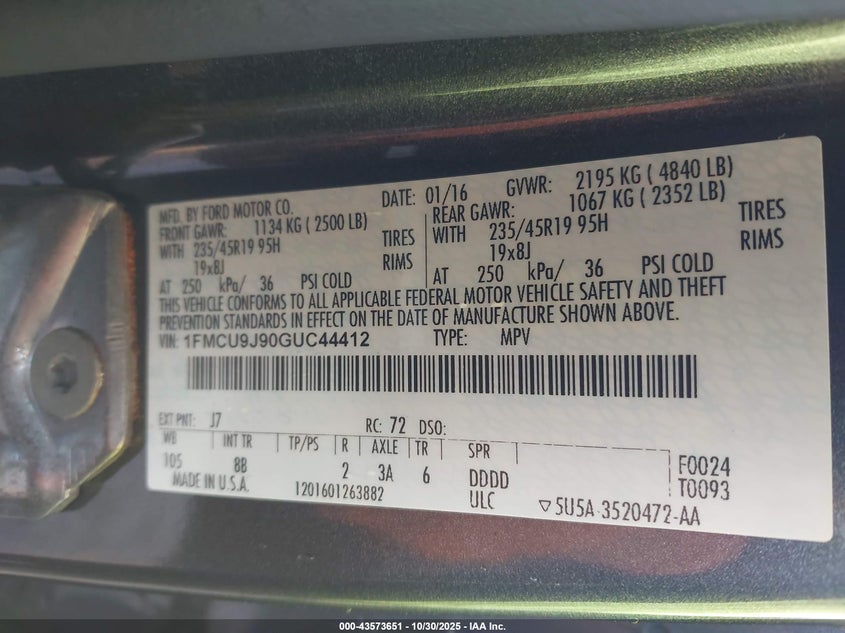 MFD. BY FORD MOTOR CO. DATE: 01/16 GVWR: 2195 KG ( 4840 LB)
FRONT GAWR: 1134 KG ( 2500 LB) REAR GAWR: 1067 KG ( 2352 LB)
WITH 235/45R19 95H TIRES WITH 235/45R19 95H TIRES
19x8J RIMS 19x8J RIMS
AT 250 kPa/ 36 PSI COLD AT 250 kPa/ 36 PSI COLD
THIS VEHICLE CONFORMS TO ALL APPLICABLE FEDERAL MOTOR VEHICLE SAFETY AND THEFT
PREVENTION STANDARDS IN EFFECT ON THE DATE OF MANUFACTURE SHOWN ABOVE.
VIN: 1FMCU9J90GUC44412 TYPE: MPV
EXT PNT: J7 RC: 72 DSO:
WB INT TR TP/PS R AXLE TR SPR
105 8B 2 3A 6 DDDD F0024
MADE IN U.S.A. 1201601263882 ULC T0093
▽5U5A-3520472-AA
000-43573651 | 10/30/2025 - IAA Inc.